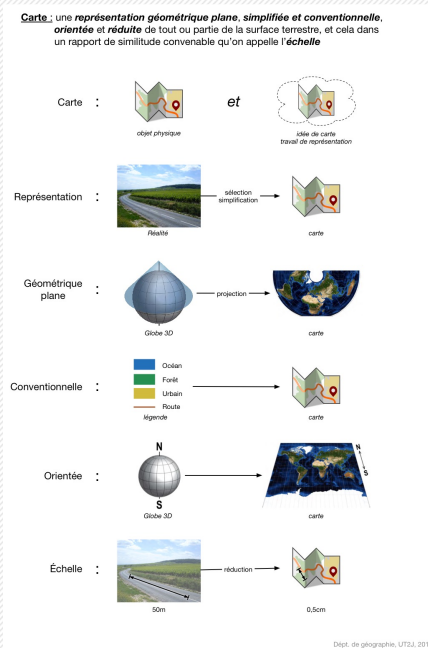 Carte : une représentation géométrique plane, simplifiée et conventionnelle,
orientée et réduite de tout ou partie de la surface terrestre, et cela dans
un rapport de similitude convenable qu'on appelle l'échelle
Carte :
et
objet physique
idée de carte
travail de représentation
Représentation :
sélection
simplification
Réalité
carte
Géométrique
plane :
projection
Globe 3D
carte
Océan
Forêt
Urbain
Route
Conventionnelle :
légende
carte
N
N
S
Orientée :
S
Globe 3D
carte
Échelle :
réduction
50m
0,5cm
Dépt. de géographie, UT2J, 201